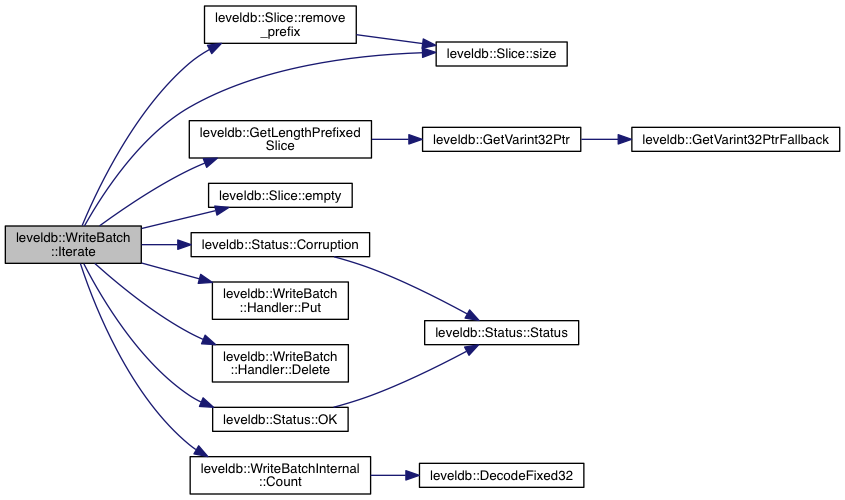 leveldb::Slice::remove
_prefix
leveldb::Slice::size
leveldb::GetLengthPrefixed
Slice
leveldb::GetVarint32Ptr
leveldb::GetVarint32PtrFallback
leveldb::Slice::empty
leveldb::WriteBatch
::Iterate
leveldb::Status::Corruption
leveldb::WriteBatch
::Handler::Put
leveldb::Status::Status
leveldb::WriteBatch
::Handler::Delete
leveldb::Status::OK
leveldb::WriteBatchInternal
::Count
leveldb::DecodeFixed32